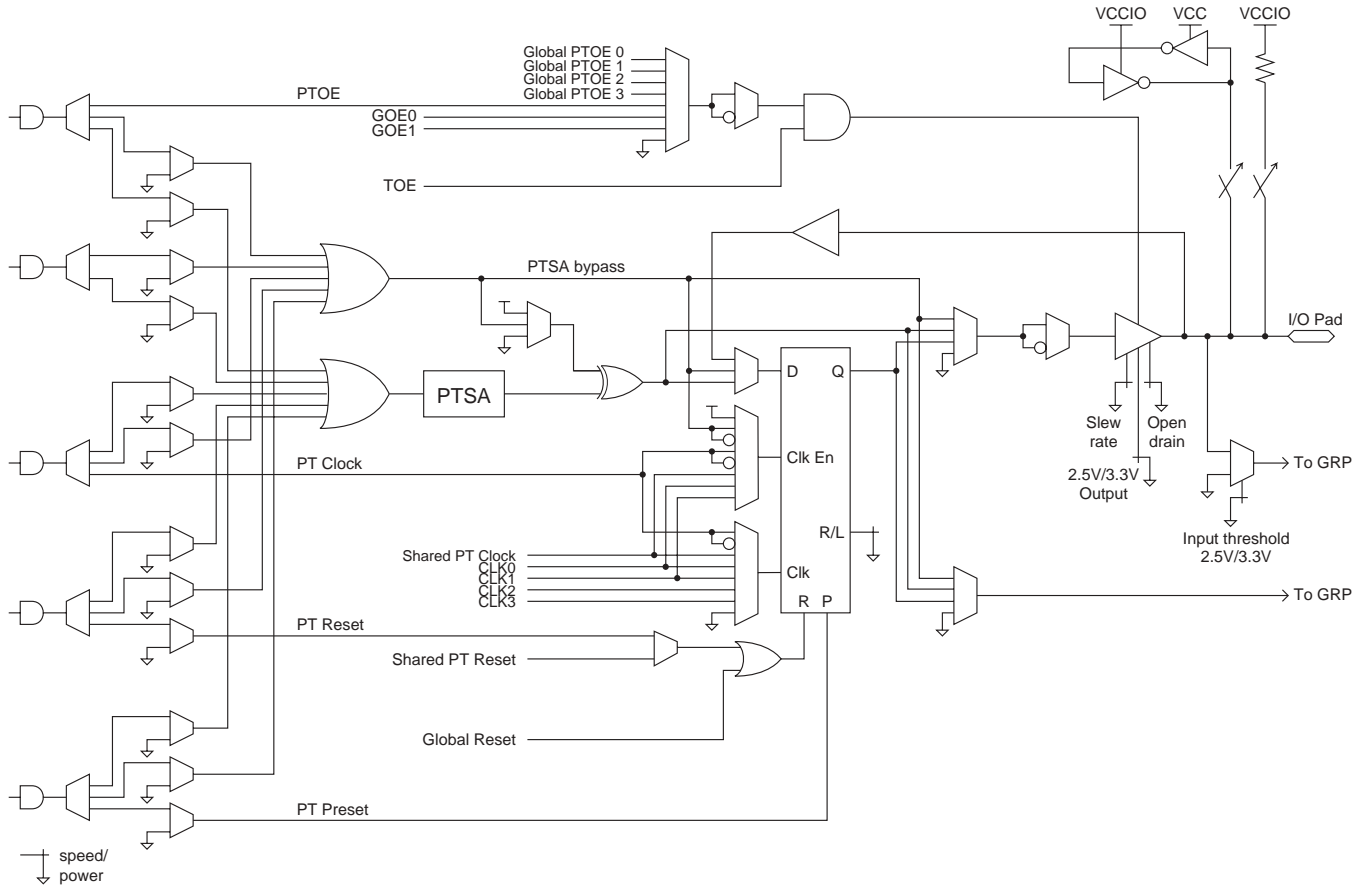 VCCIO
VCC
VCCIO
Global PTOE 0
Global PTOE 1
Global PTOE 2
Global PTOE 3
PTOE
GOE0
GOE1
TOE
PTSA bypass
I/O Pad
D
Q
PTSA
Slew
rate
Open
drain
Clk En
PT Clock
To GRP
2.5V/3.3V
Output
R/L
Input threshold
2.5V/3.3V
Shared PT Clock
CLK0
CLK1
Clk
CLK2
CLK3
To GRP
R
P
PT Reset
Shared PT Reset
Global Reset
PT Preset
speed/
power